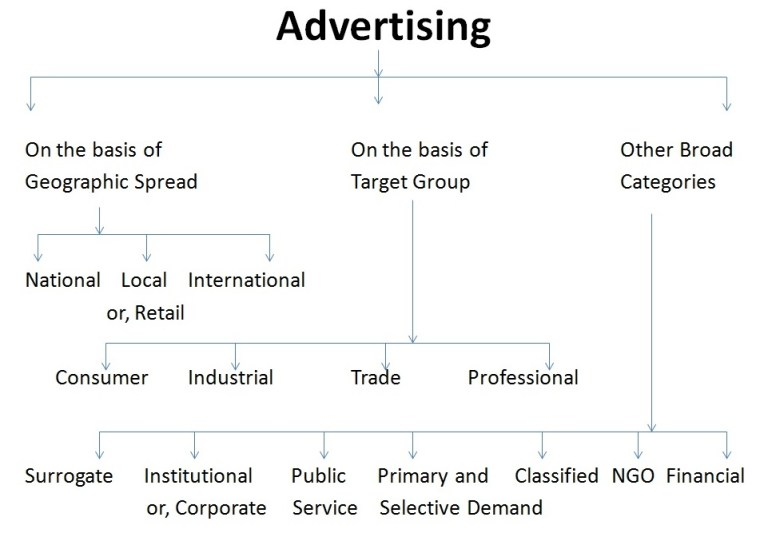 Advertising
On the basis of
Geographic Spread
On the basis of
Target Group
Other Broad
Categories
National
Local
or, Retail
International
Consumer
Industrial
Trade
Professional
Surrogate
Institutional
or, Corporate
Public
Service
Primary and
Selective Demand
Classified
NGO
Financial